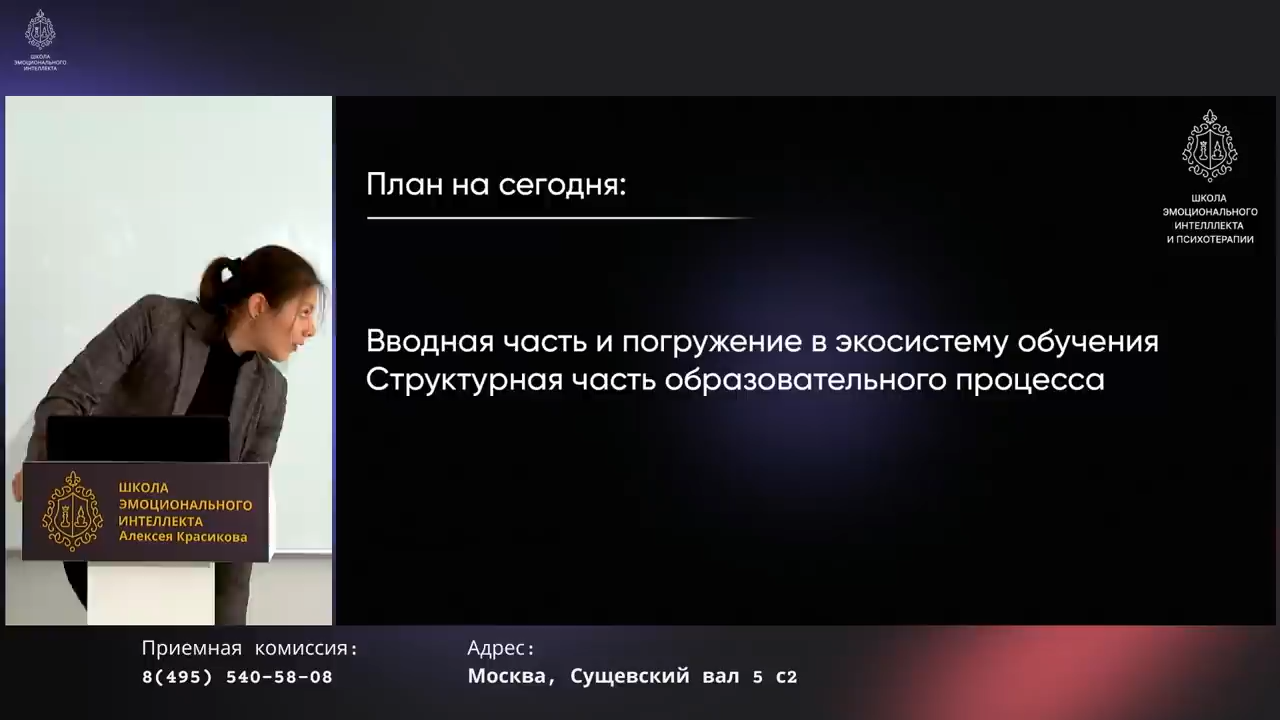 ШКОЛА
ЭМОЦИОНАЛЬНОГО
ИНТЕЛЛЕКТА
План на сегодня:
ШКОЛА
ЭМОЦИОНАЛЬНОГО
ИНТЕЛЛЛЕКТА
И ПСИХОТЕРАПИИ
Вводная часть и погружение в экосистему обучения
Структурная часть образовательного процесса
ШКОЛА
ЭМОЦИОНАЛЬНОГО
ИНТЕЛЛЕКТА
Алексея Красикова
Приемная комиссия:
8(495) 540-58-08
Адрес:
Москва, Сущевский вал 5 с2